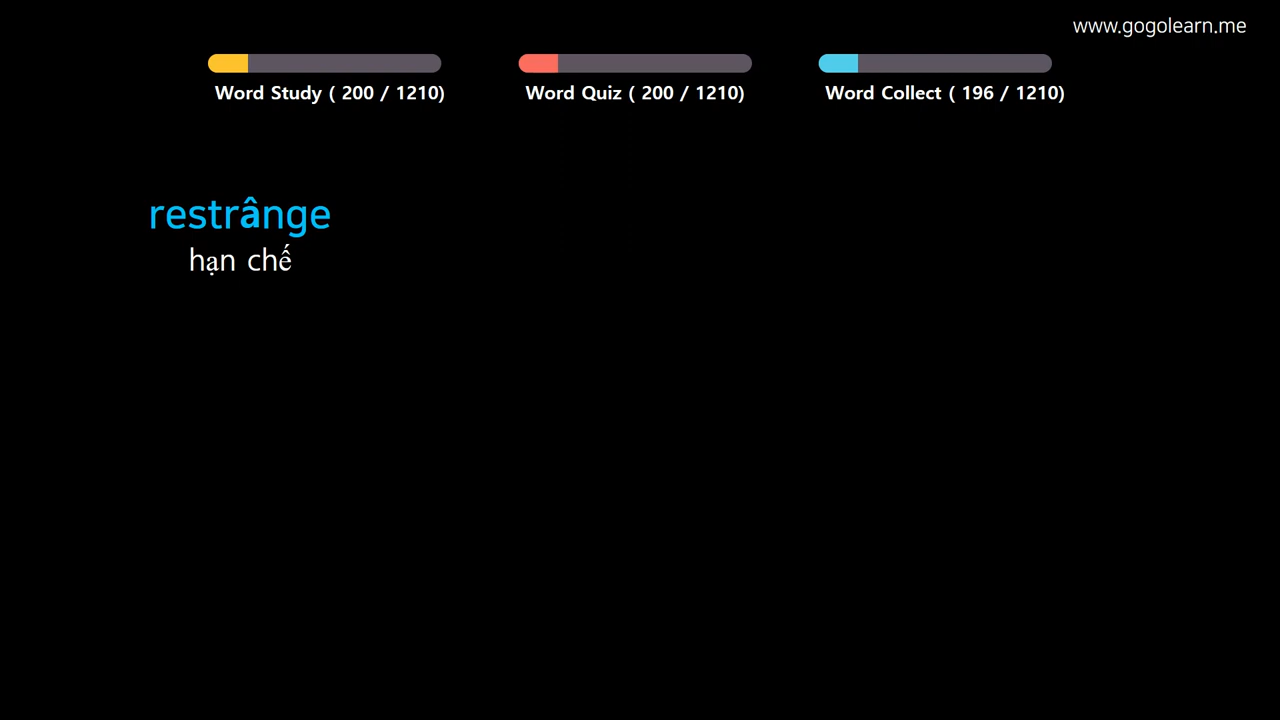 www.gogolearn.me
Word Study ( 200 / 1210)
Word Quiz ( 200 / 1210)
Word Collect ( 196 / 1210)
restrânge
hạn chế